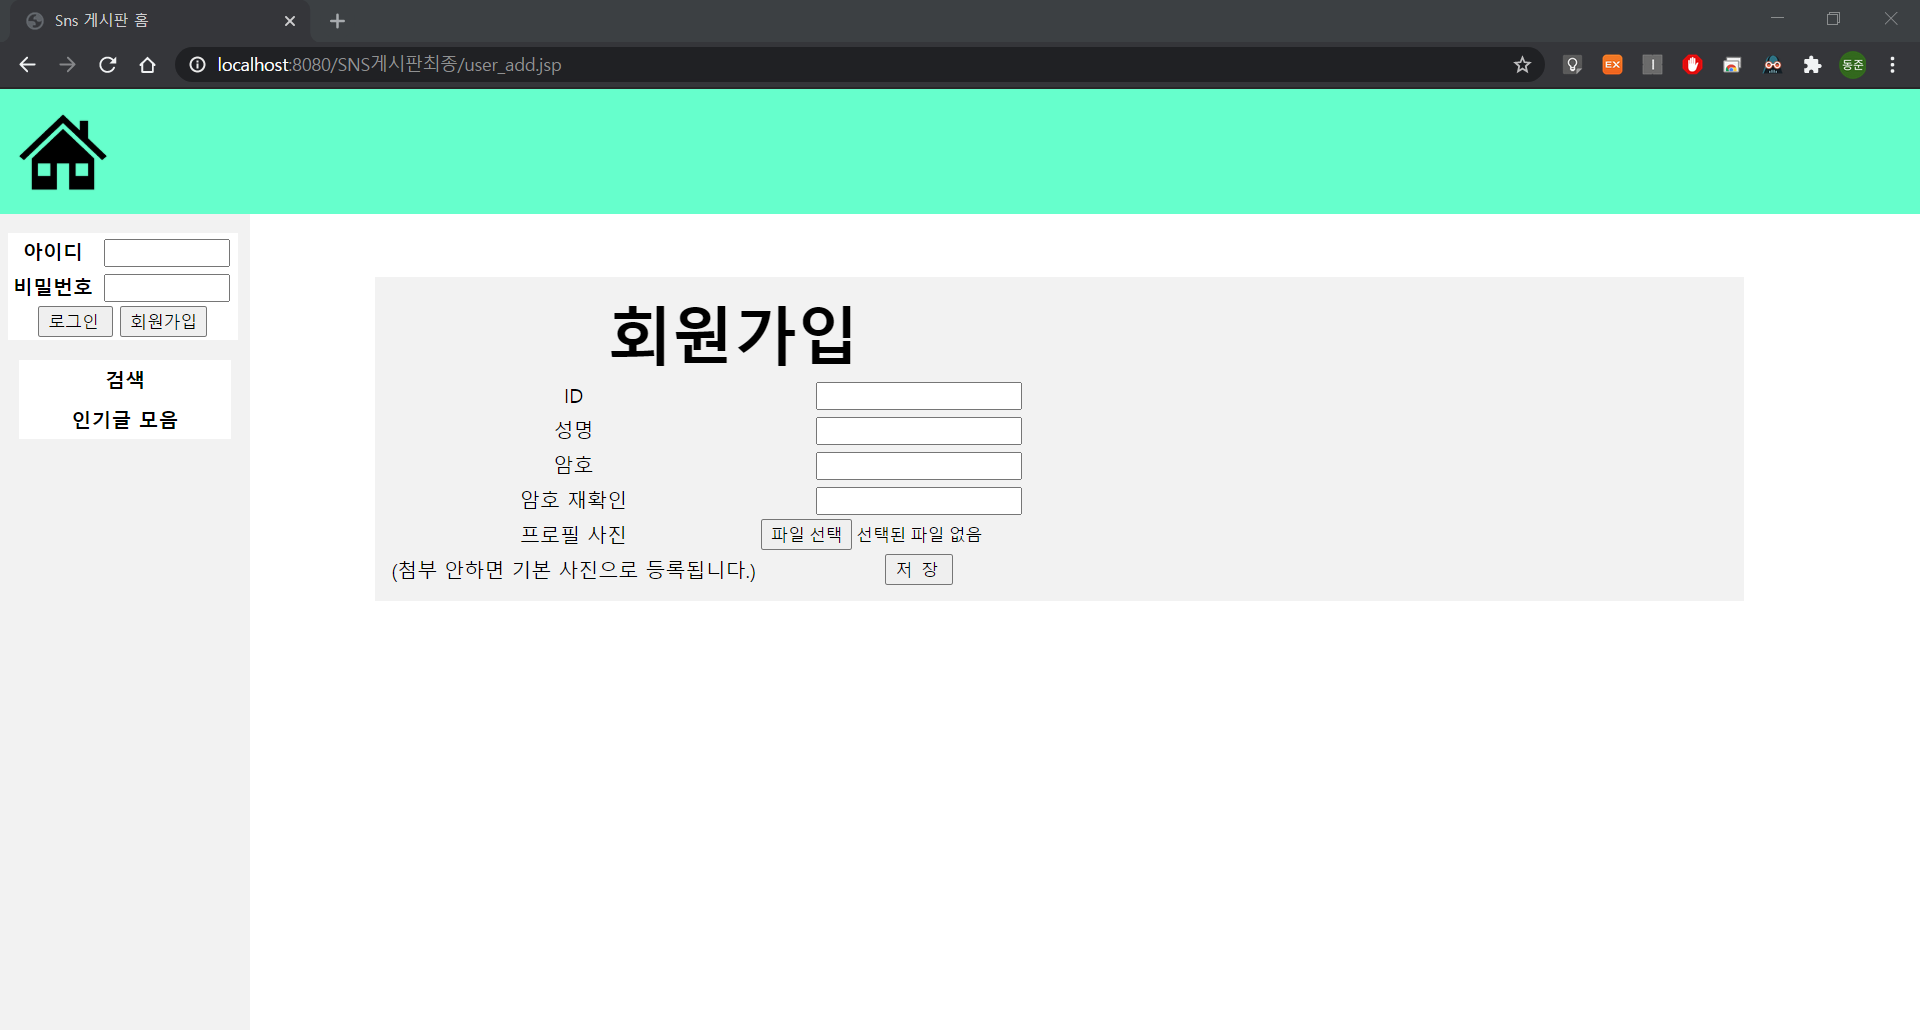 Sns 게시판 홈
localhost:8080/SNS게시판최종/user_add.jsp
EX
I
동준
아이디
비밀번호
로그인 회원가입
검색
인기글 모음
회원가입
ID
성명
암호
암호 재확인
프로필 사진 파일 선택 선택된 파일 없음
(첨부 안하면 기본 사진으로 등록됩니다.) 저 장